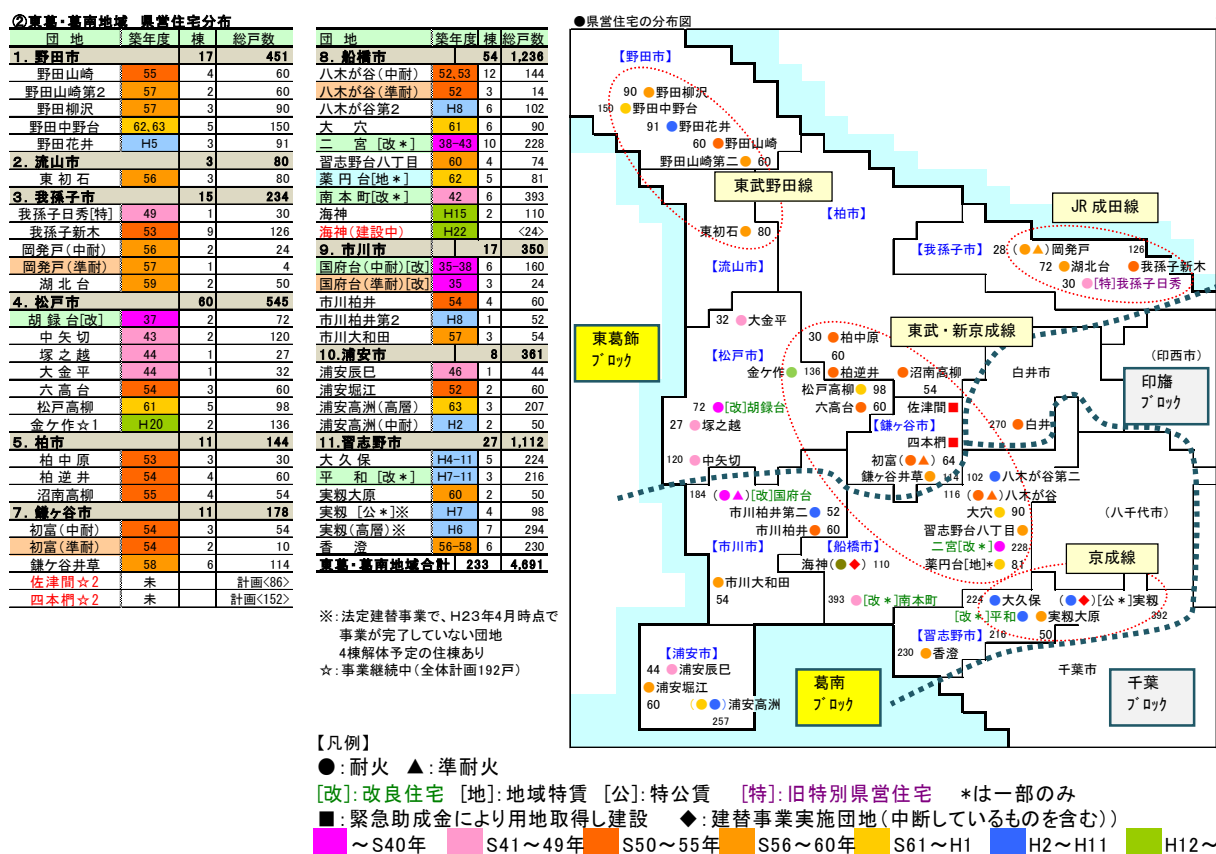 ②東葛・葛南地域　県営住宅分布
団　地 築年度 棟 総戸数
1. 野田市 17 451
野田山崎 55 4 60
野田山崎第2 57 2 60
野田柳沢 57 3 90
野田中野台 62,63 5 150
野田花井 H5 3 91
2. 流山市 3 80
東 初石 56 3 80
3. 我孫子市 15 234
我孫子日秀[特] 49 1 30
我孫子新木 53 9 126
岡発戸(中耐) 56 2 24
岡発戸(準耐) 57 1 4
湖 北台 59 2 50
4. 松戸市 60 545
胡 録 台[改] 37 2 72
中 矢切 43 2 120
塚之越 44 1 27
大 金平 44 1 32
六 高台 54 3 60
松戸高柳 61 5 98
金ケ作☆1 H20 2 136
5. 柏市 11 144
柏 中原 53 3 30
柏 逆井 54 4 60
沼南高柳 55 4 54
7. 鎌ヶ谷市 11 178
初富(中耐) 54 3 54
初富(準耐) 54 2 10
鎌ケ谷井草 58 6 114
佐津間☆2 未 計画<86>
四本椚☆2 未 計画<152>
団　地 築年度 棟 総戸数
8. 船橋市 54 1,236
八木が谷(中耐) 52,53 12 144
八木が谷(準耐) 52 3 14
八木が谷第2 H8 6 102
大　穴 61 6 90
二　宮 [改*] 38-43 10 228
習志野台八丁目 60 4 74
薬 円 台[地*] 62 5 81
南 本町[改*] 42 6 393
海神 H15 2 110
海神(建設中) H22 <24>
9. 市川市 17 350
国府台(中耐)[改] 35-38 6 160
国府台(準耐)[改] 35 3 24
市川柏井 54 4 60
市川柏井第2 H8 1 52
市川大和田 57 3 54
10.浦安市 8 361
浦安辰巳 46 1 44
浦安堀江 52 2 60
浦安高洲(高層) 63 3 207
浦安高洲(中耐) H2 2 50
11.習志野市 27 1,112
大 久保 H4-11 5 224
平　和 [改*] H7-11 3 216
実籾大原 60 2 50
実籾 [公*]※ H7 4 98
実籾(高層)※ H6 7 294
香　澄 56-58 6 230
東葛・葛南地域合計 233 4,691
※:法定建替事業で、H23年4月時点で
事業が完了していない団地
4棟解体予定の住棟あり
☆:事業継続中(全体計画192戸)
●県営住宅の分布図
【野田市】
90 野田柳沢
150 野田中野台
91 野田花井
60 野田山崎
野田山崎第二 60
東武野田線
【柏市】
JR 成田線
東初石 80
【我孫子市】
28 (●▲)岡発戸 126
72 湖北台 我孫子新木
30 [特]我孫子日秀
【流山市】
32 大金平
東葛飾
ブロック
東武・新京成線
30 柏中原
60
【松戸市】
金ケ作 136 柏逆井 沼南高柳
54
(印西市)
白井市
印旛
ブロック
松戸高柳 98
72 [改]胡録台 六高台 60 佐津間■
27 塚之越
【鎌ケ谷市】
270 白井
四本椚■
120 中矢切
初富(●▲) 64
鎌ケ谷井草 114 102 八木が谷第二
184 (●▲)[改]国府台
116 (●▲)八木が谷
市川柏井第二 52
大穴 90
(八千代市)
市川柏井 60
習志野台八丁目
【市川市】
【船橋市】
二宮[改*] 228
京成線
海神(●◆) 110
薬円台[地]* 81
市川大和田
54
393 [改*]南本町
224 大久保 (●◆)[公*]実籾
392
[改*]平和 実籾大原
216 50
【習志野市】
230 香澄
【浦安市】
44 浦安辰巳
浦安堀江
60 (●●)浦安高洲
257
葛南
ブロック
千葉市
千葉
ブロック
【凡例】
●:耐火　▲:準耐火
[改]:改良住宅　[地]:地域特賃　[公]:特公賃　[特]:旧特別県営住宅　*は一部のみ
■:緊急助成金により用地取得し建設　◆:建替事業実施団地(中断しているものを含む))
～S40年 S41～49年 S50～55年 S56～60年 S61～H1 H2～H11 H12～